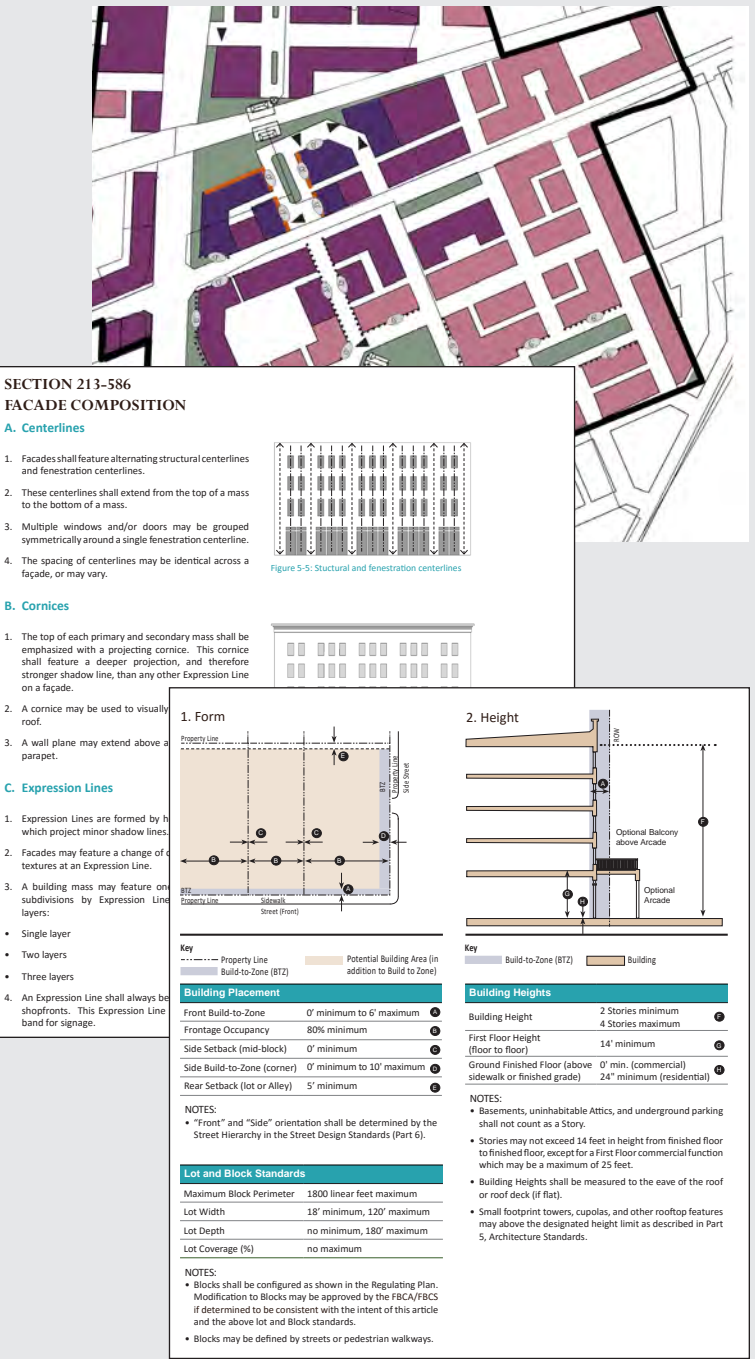 SECTION 213-586
FACADE COMPOSITION
A. Centerlines
1. Facades shall feature alternating structural centerlines
and fenestration centerlines.
2. These centerlines shall extend from the top of a mass
to the bottom of a mass.
3. Multiple windows and/or doors may be grouped
symmetrically around a single fenestration centerline.
4. The spacing of centerlines may be identical across a
façade, or may vary.
Figure 5-5: Stuctural and fenestration centerlines
B. Cornices
1. The top of each primary and secondary mass shall be
emphasized with a projecting cornice. This cornice
shall feature a deeper projection, and therefore
stronger shadow line, than any other Expression Line
on a façade.
2. A cornice may be used to visually
roof.
3. A wall plane may extend above a
parapet.
C. Expression Lines
1. Expression Lines are formed by h
which project minor shadow lines.
2. Facades may feature a change of
textures at an Expression Line.
3. A building mass may feature one
subdivisions by Expression Line
layers:
• Single layer
• Two layers
• Three layers
4. An Expression Line shall always be
shopfronts. This Expression Line
band for signage.
1. Form
Property Line
E
BTZ
Property Line
Side Street
C
C
D
B
B
B
A
BTZ
Property Line
Sidewalk
Street (Front)
Key
Property Line
Build-to-Zone (BTZ)
Potential Building Area (in
addition to Build to Zone)
Building Placement
Front Build-to-Zone 0' minimum to 6' maximum A
Frontage Occupancy 80% minimum B
Side Setback (mid-block) 0' minimum C
Side Build-to-Zone (corner) 0' minimum to 10' maximum D
Rear Setback (lot or Alley) 5' minimum E
NOTES:
• "Front" and "Side" orientation shall be determined by the
Street Hierarchy in the Street Design Standards (Part 6).
Lot and Block Standards
Maximum Block Perimeter 1800 linear feet maximum
Lot Width 18' minimum, 120' maximum
Lot Depth no minimum, 180' maximum
Lot Coverage (%) no maximum
NOTES:
• Blocks shall be configured as shown in the Regulating Plan.
Modification to Blocks may be approved by the FBCA/FBCS
if determined to be consistent with the intent of this article
and the above lot and Block standards.
• Blocks may be defined by streets or pedestrian walkways.
2. Height
ROW
A
F
Optional Balcony
above Arcade
G
H
Optional
Arcade
Key
Build-to-Zone (BTZ)
Building
Building Heights
Building Height 2 Stories minimum
4 Stories maximum F
First Floor Height
(floor to floor) 14' minimum G
Ground Finished Floor (above 0' min. (commercial)
sidewalk or finished grade) 24" minimum (residential) H
NOTES:
• Basements, uninhabitable Attics, and underground parking
shall not count as a Story.
• Stories may not exceed 14 feet in height from finished floor
to finished floor, except for a First Floor commercial function
which may be a maximum of 25 feet.
• Building Heights shall be measured to the eave of the roof
or roof deck (if flat).
• Small footprint towers, cupolas, and other rooftop features
may above the designated height limit as described in Part
5, Architecture Standards.